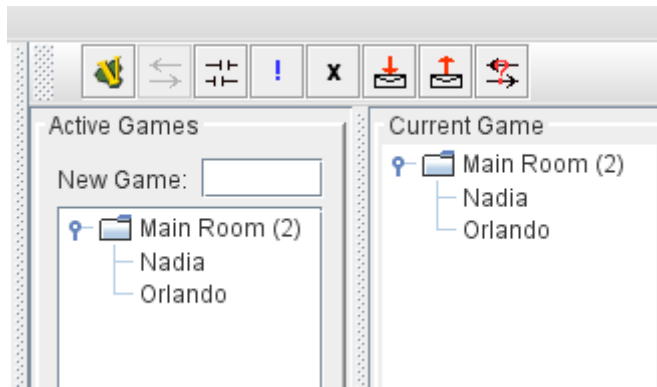 ! x ?
Active Games
New Game:
Main Room (2)
Nadia
Orlando
Current Game
Main Room (2)
Nadia
Orlando